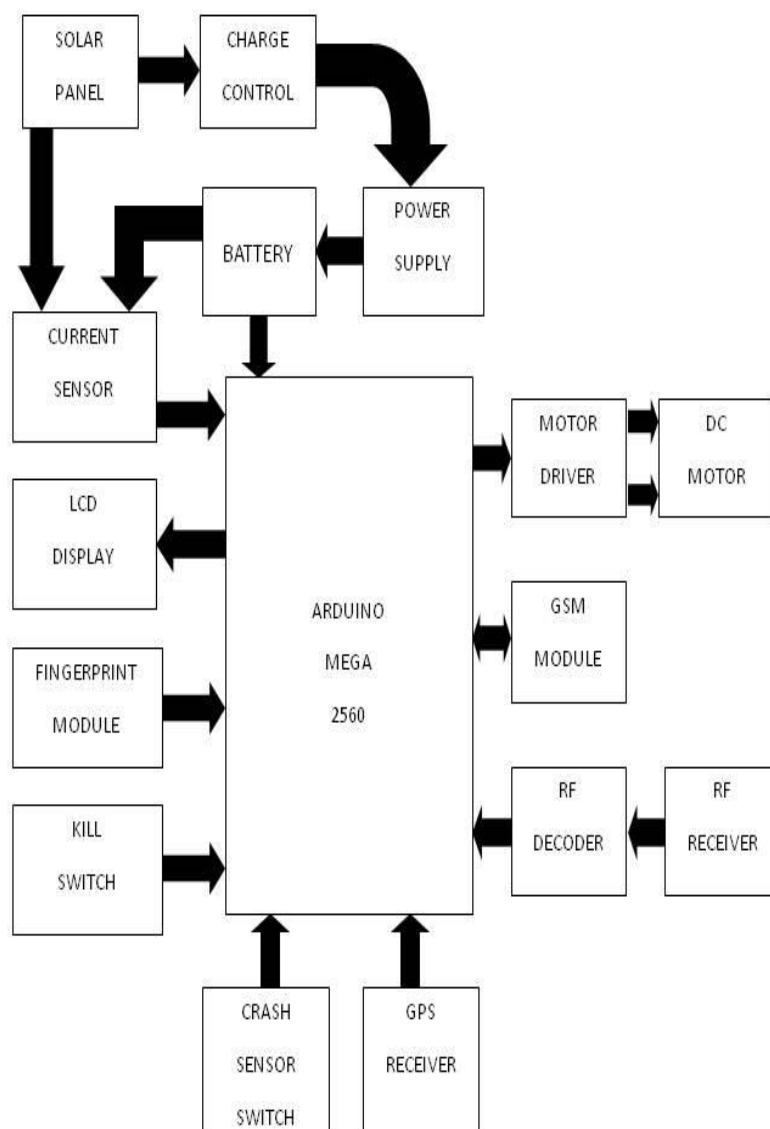 SOLAR
PANEL
CHARGE
CONTROL
BATTERY
POWER
SUPPLY
CURRENT
SENSOR
LCD
DISPLAY
FINGERPRINT
MODULE
KILL
SWITCH
ARDUINO
MEGA
2560
MOTOR
DRIVER
DC
MOTOR
GSM
MODULE
RF
DECODER
RF
RECEIVER
CRASH
SENSOR
SWITCH
GPS
RECEIVER